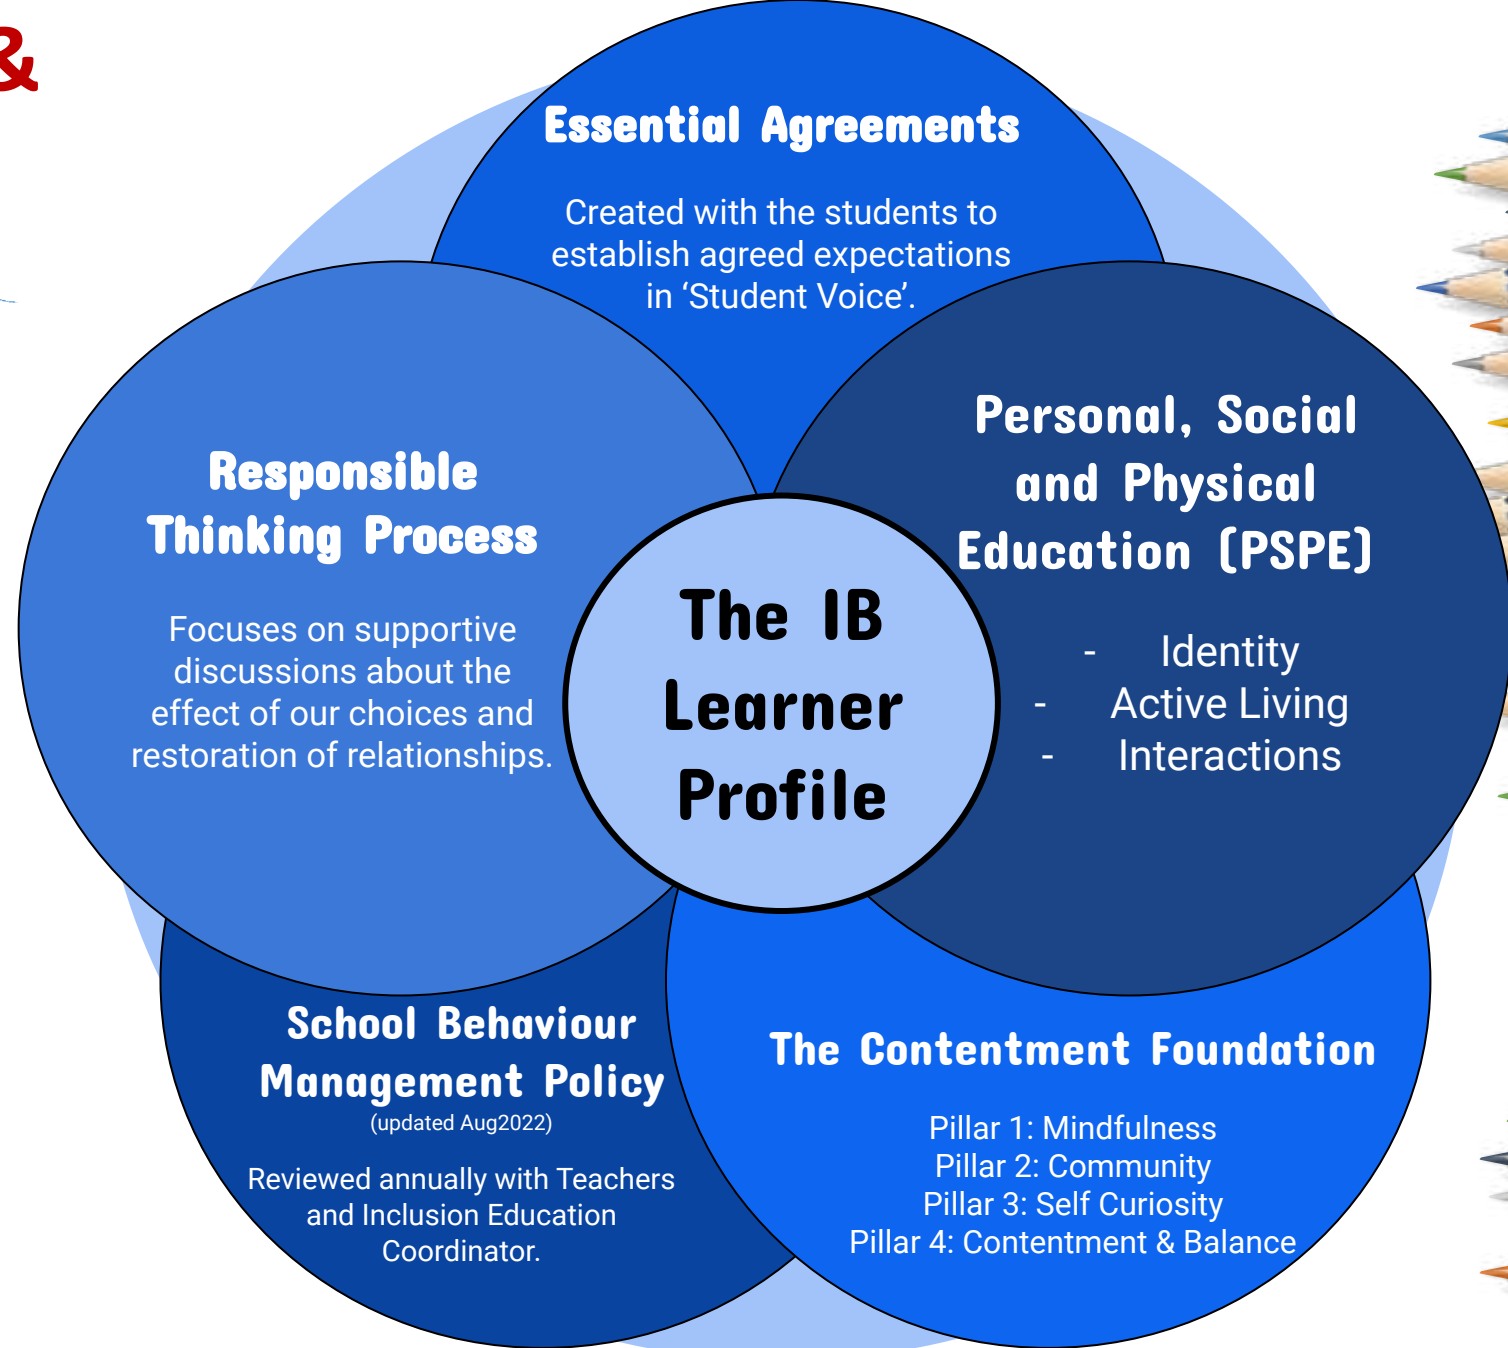 &
Essential Agreements
Created with the students to
establish agreed expectations
in ‘Student Voice’.
Responsible
Thinking Process
Focuses on supportive
discussions about the
effect of our choices and
restoration of relationships.
Personal, Social
and Physical
Education (PSPE)
- Identity
- Active Living
- Interactions
The IB
Learner
Profile
School Behaviour
Management Policy
(updated Aug2022)
Reviewed annually with Teachers
and Inclusion Education
Coordinator.
The Contentment Foundation
Pillar 1: Mindfulness
Pillar 2: Community
Pillar 3: Self Curiosity
Pillar 4: Contentment & Balance